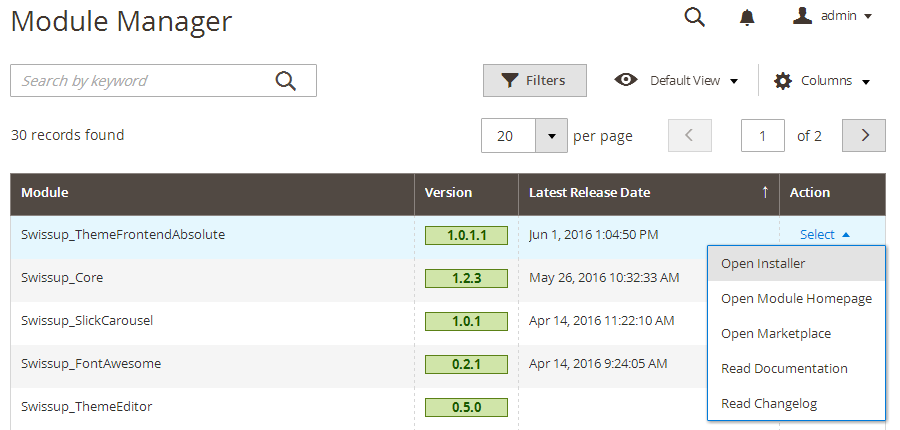 Module Manager
admin
Search by keyword
Filters
Default View
Columns
30 records found
20 per page
1 of 2
Module Version Latest Release Date ↑ Action
Swissup_ThemeFrontendAbsolute 1.0.1.1 Jun 1, 2016 1:04:50 PM Select
Open Installer
Swissup_Core 1.2.3 May 26, 2016 10:32:33 AM
Open Module Homepage
Swissup_SlickCarousel 1.0.1 Apr 14, 2016 11:22:10 AM
Open Marketplace
Swissup_FontAwesome 0.2.1 Apr 14, 2016 9:24:05 AM
Read Documentation
Swissup_ThemeEditor 0.5.0
Read Changelog